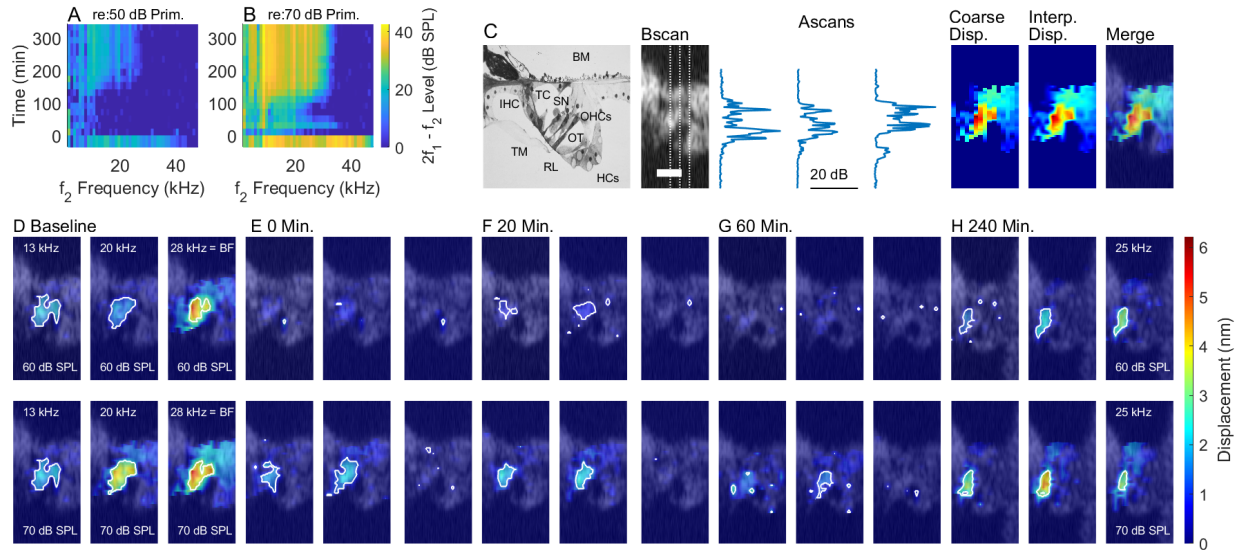 A
re:50 dB Prim.
B
re:70 dB Prim.
Time (min)
300
200
100
0
20
40
f2 Frequency (kHz)
300
200
100
0
20
40
f2 Frequency (kHz)
40
20
0
2f1 - f2 Level (dB SPL)
C
BM
IHC
TC
SN
OHCs
OT
TM
RL
HCs
Bscan
Ascans
20 dB
Coarse
Disp.
Interp.
Disp.
Merge
D Baseline
E 0 Min.
F 20 Min.
G 60 Min.
H 240 Min.
13 kHz
20 kHz
28 kHz = BF
25 kHz
60 dB SPL
60 dB SPL
60 dB SPL
60 dB SPL
13 kHz
20 kHz
28 kHz = BF
25 kHz
70 dB SPL
70 dB SPL
70 dB SPL
70 dB SPL
6
5
4
3
2
1
0
Displacement (nm)